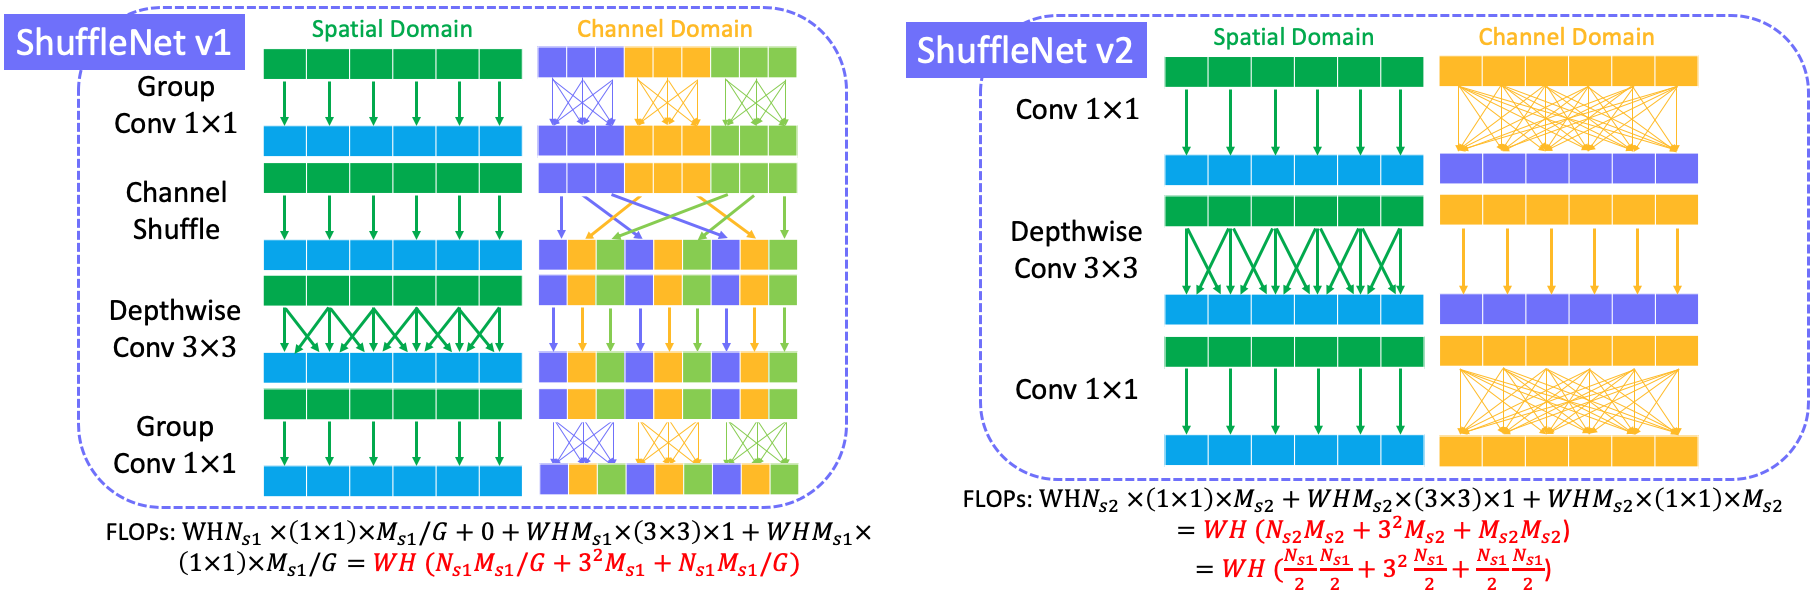 ShuffleNet v1
Spatial Domain
Channel Domain
Group
Conv 1×1
Channel
Shuffle
Depthwise
Conv 3×3
Group
Conv 1×1
FLOPs: WHN_{s1} ×(1×1)×M_{s1}/G + 0 + WHM_{s1}×(3×3)×1 + WHM_{s1}×
(1×1)×M_{s1}/G = WH (N_{s1}M_{s1}/G + 3^2M_{s1} + N_{s1}M_{s1}/G)
ShuffleNet v2
Spatial Domain
Channel Domain
Conv 1×1
Depthwise
Conv 3×3
Conv 1×1
FLOPs: WHN_{s2} ×(1×1)×M_{s2} + WHM_{s2}×(3×3)×1 + WHM_{s2}×(1×1)×M_{s2}
= WH (N_{s2}M_{s2} + 3^2M_{s2} + M_{s2}M_{s2})
= WH (\frac{N_{s1}}{2}\frac{N_{s1}}{2} + 3^2 \frac{N_{s1}}{2} + \frac{N_{s1}}{2}\frac{N_{s1}}{2})